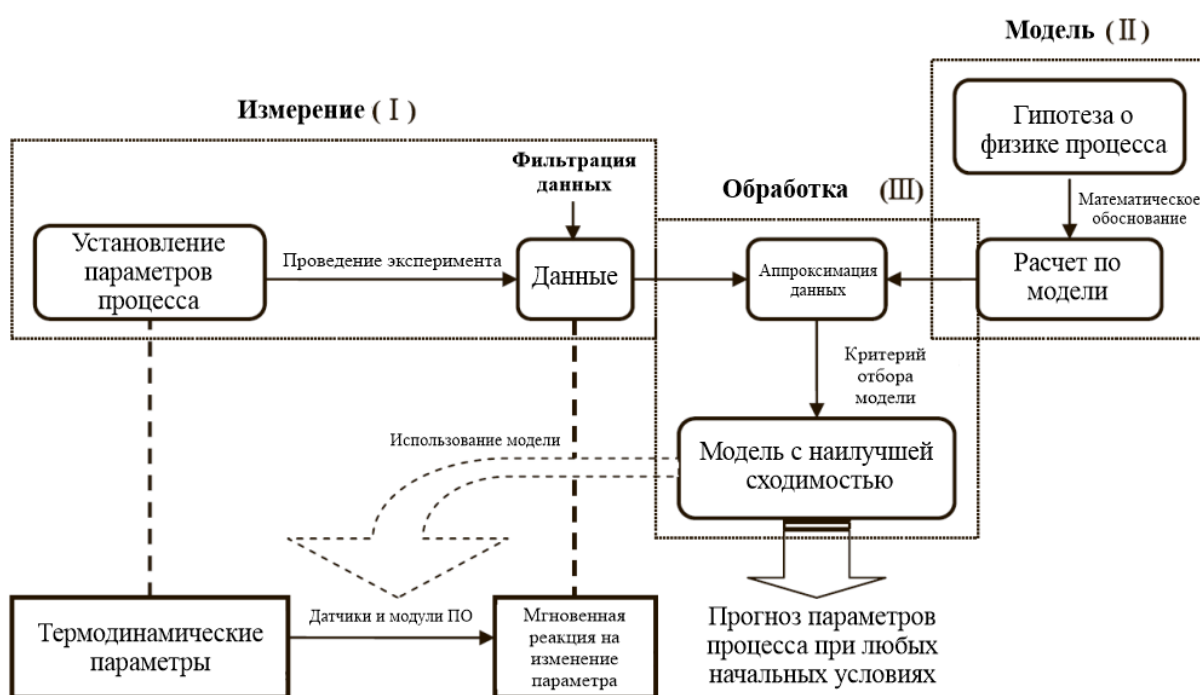 Модель (Ⅱ)
Измерение (Ⅰ)
Гипотеза о
физике процесса
Фильтрация
данных
Обработка (Ⅲ)
Математическое
обоснование
Установление
параметров
процесса
Проведение эксперимента
Данные
Аппроксимация
данных
Расчет по
модели
Критерий
отбора
модели
Использование модели
Модель с наилучшей
сходимостью
Термодинамические
параметры
Датчики и модули ПО
Мгновенная
реакция на
изменение
параметра
Прогноз параметров
процесса при любых
начальных условиях